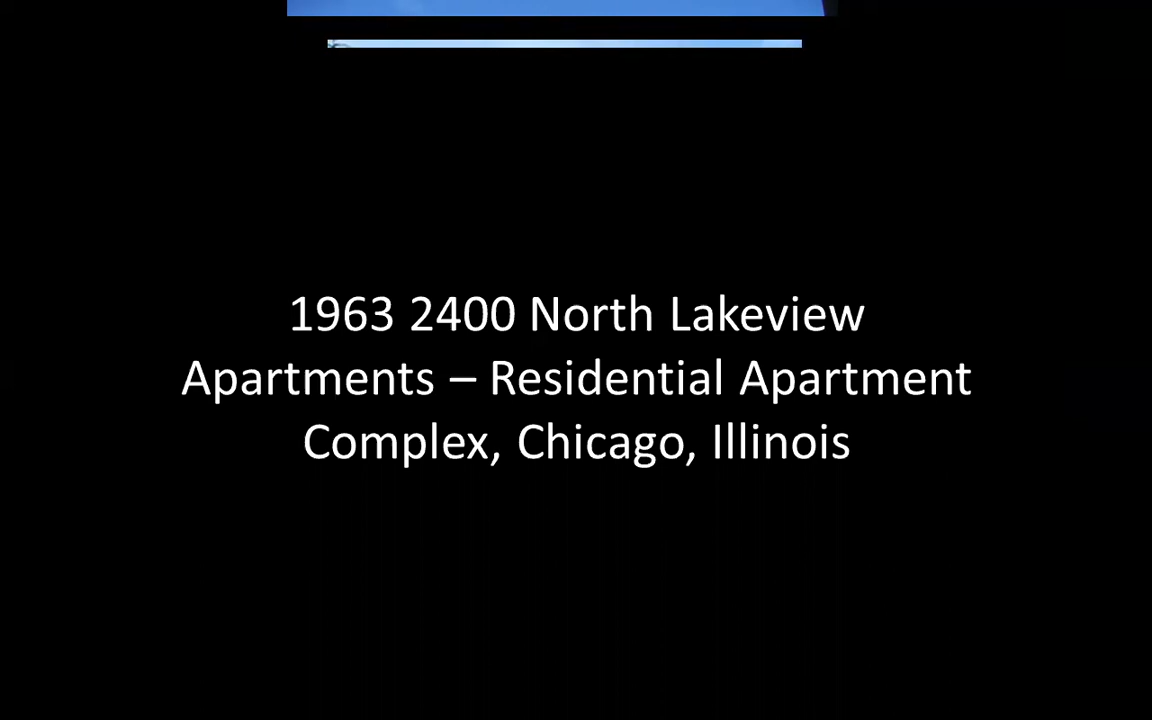 1963 2400 North Lakeview
Apartments – Residential Apartment
Complex, Chicago, Illinois